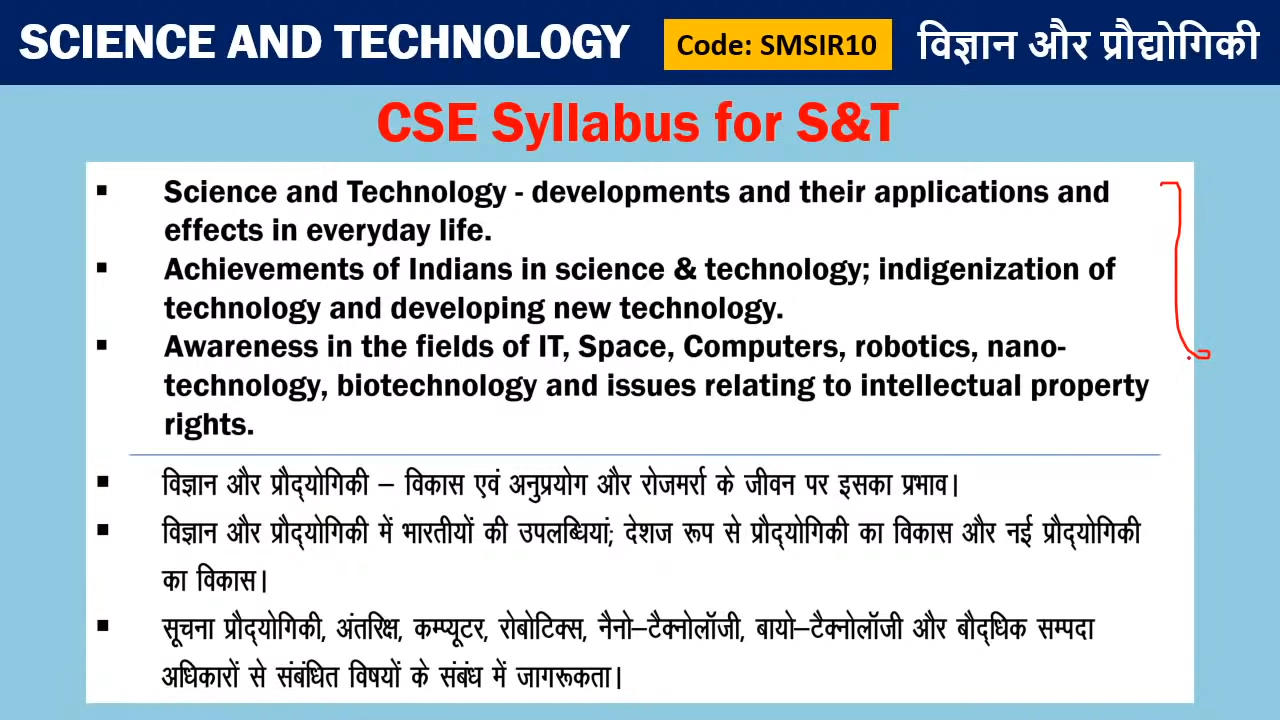 SCIENCE AND TECHNOLOGY
Code: SMSIR10
विज्ञान और प्रौद्योगिकी
CSE Syllabus for S&T
▪ Science and Technology - developments and their applications and
effects in everyday life.
▪ Achievements of Indians in science & technology; indigenization of
technology and developing new technology.
▪ Awareness in the fields of IT, Space, Computers, robotics, nano-
technology, biotechnology and issues relating to intellectual property
rights.
▪ विज्ञान और प्रौद्योगिकी – विकास एवं अनुप्रयोग और रोजमर्रा के जीवन पर इसका प्रभाव।
▪ विज्ञान और प्रौद्योगिकी में भारतीयों की उपलब्धियां; देशज रूप से प्रौद्योगिकी का विकास और नई प्रौद्योगिकी
का विकास।
▪ सूचना प्रौद्योगिकी, अंतरिक्ष, कम्प्यूटर, रोबोटिक्स, नैनो–टैक्नोलॉजी, बायो–टैक्नोलॉजी और बौद्धिक सम्पदा
अधिकारों से संबंधित विषयों के संबंध में जागरूकता।